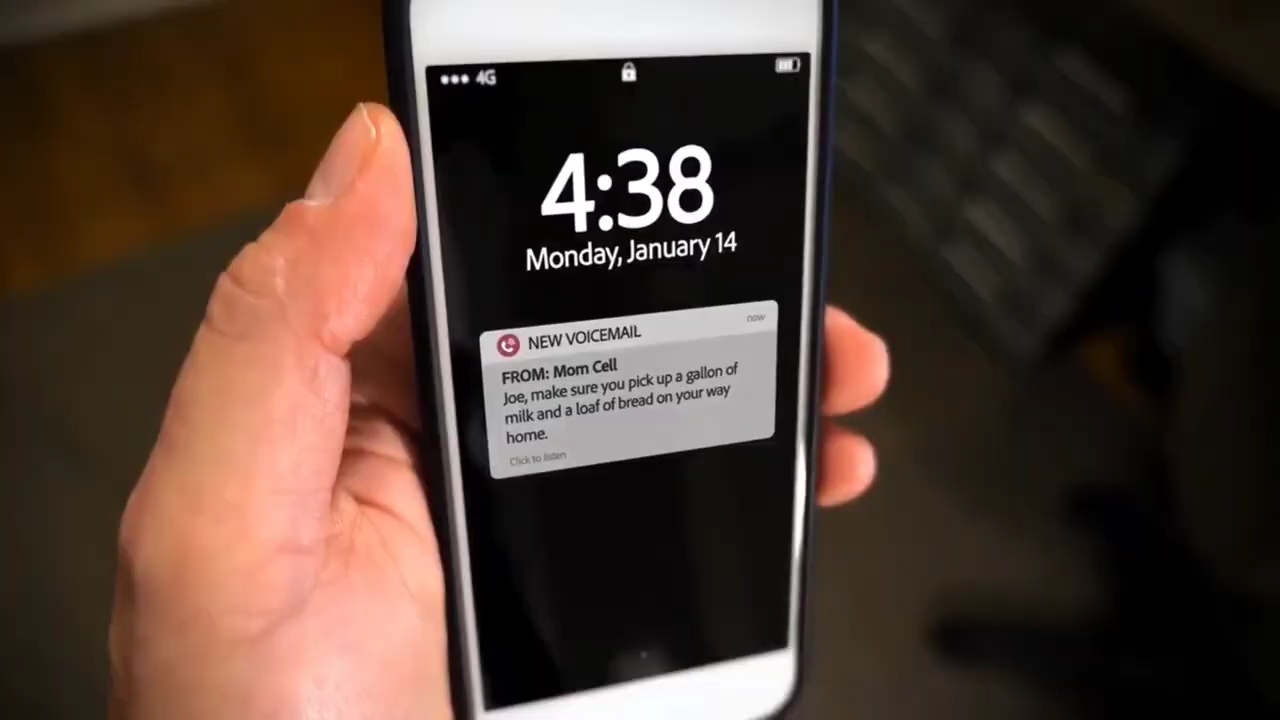 4G
4:38
Monday, January 14
NEW VOICEMAIL
now
FROM: Mom Cell
Joe, make sure you pick up a gallon of
milk and a loaf of bread on your way
home.
Click to listen